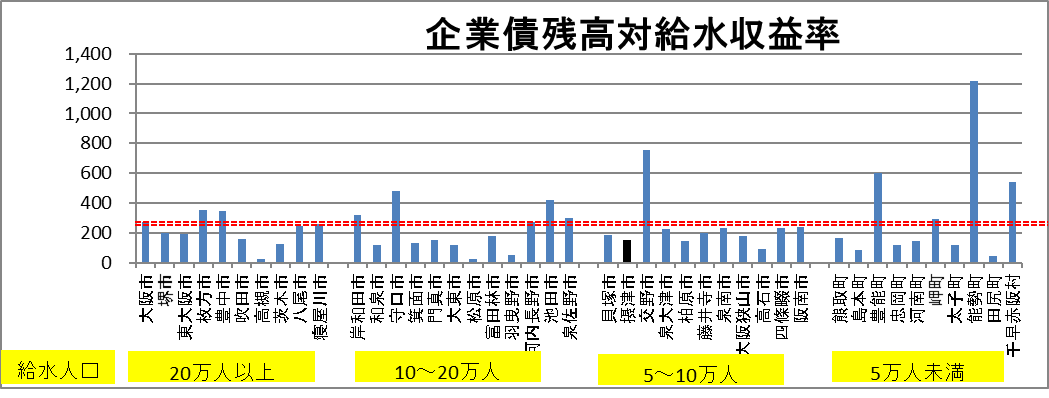 企業債残高対給水収益率
1,400
1,200
1,000
800
600
400
200
0
大阪市
堺市
東大阪市
枚方市
豊中市
吹田市
高槻市
茨木市
八尾市
寝屋川市
岸和田市
和泉市
守口市
箕面市
門真市
大東市
松原市
富田林市
羽曳野市
河内長野市
池田市
泉佐野市
貝塚市
摂津市
交野市
泉大津市
柏原市
藤井寺市
泉南市
大阪狭山市
高石市
四條畷市
阪南市
熊取町
島本町
豊能町
忠岡町
河南町
岬町
太子町
能勢町
田尻町
千早赤阪村
給水人口
20万人以上
10～20万人
5～10万人
5万人未満